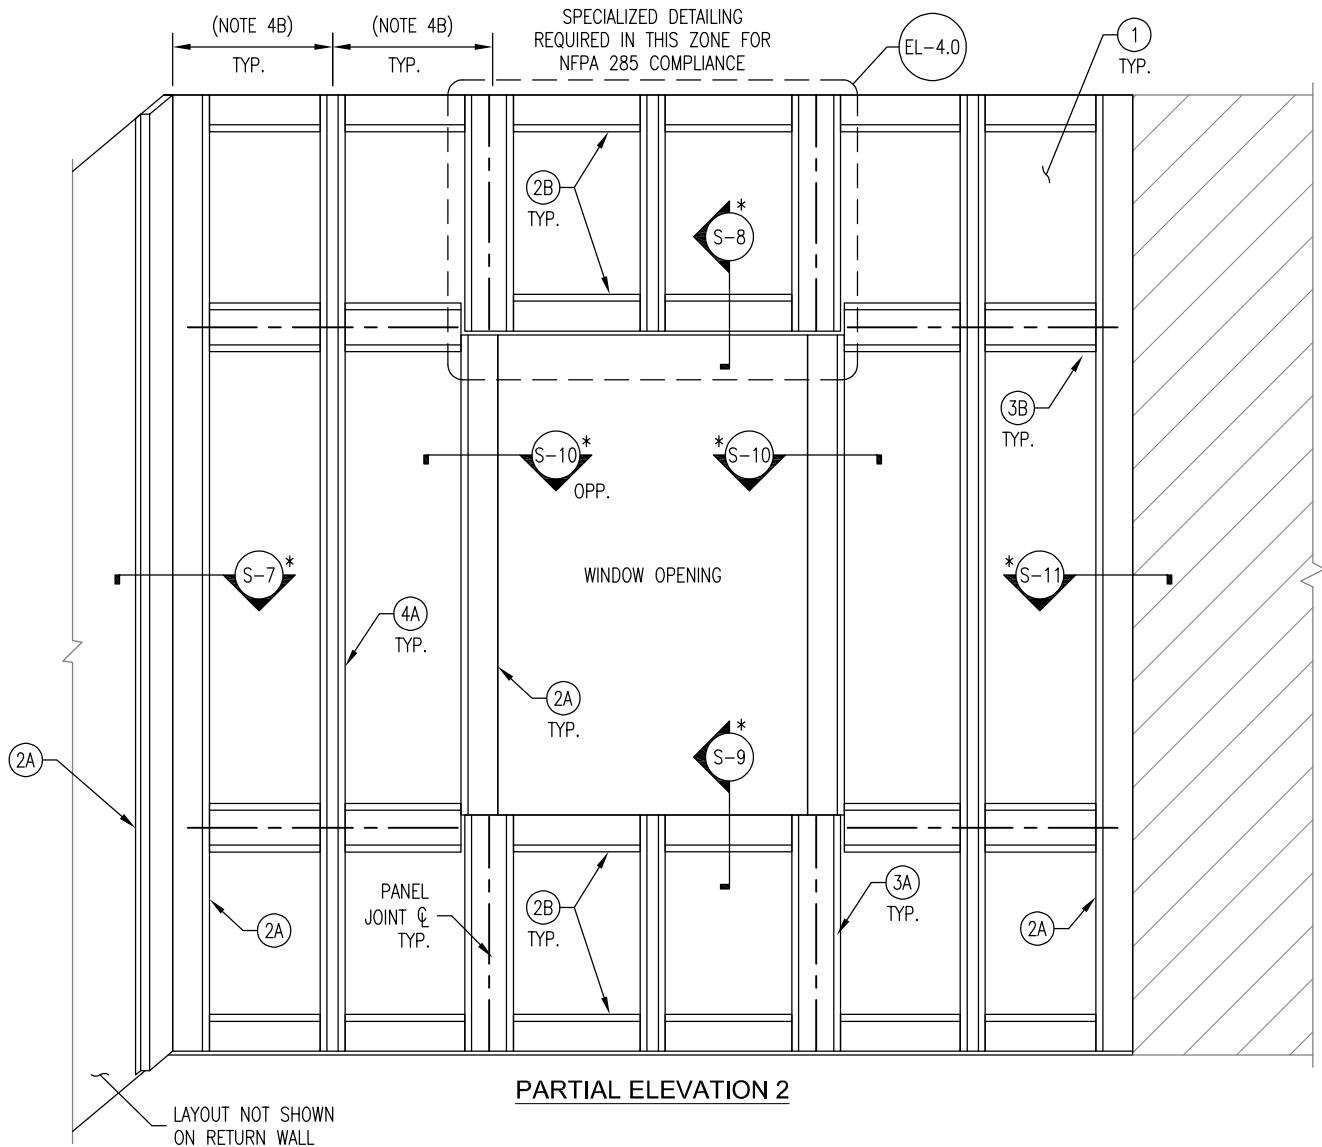 (NOTE 4B)
TYP.
(NOTE 4B)
TYP.
SPECIALIZED DETAILING
REQUIRED IN THIS ZONE FOR
NFPA 285 COMPLIANCE
EL-4.0
1
TYP.
2B
TYP.
S-8
*
3B
TYP.
S-10
*
OPP.
*
S-10
S-7
*
WINDOW OPENING
*
S-11
4A
TYP.
2A
TYP.
S-9
*
2A
PANEL
JOINT ℄
TYP.
2A
2B
TYP.
3A
TYP.
2A
PARTIAL ELEVATION 2
LAYOUT NOT SHOWN
ON RETURN WALL